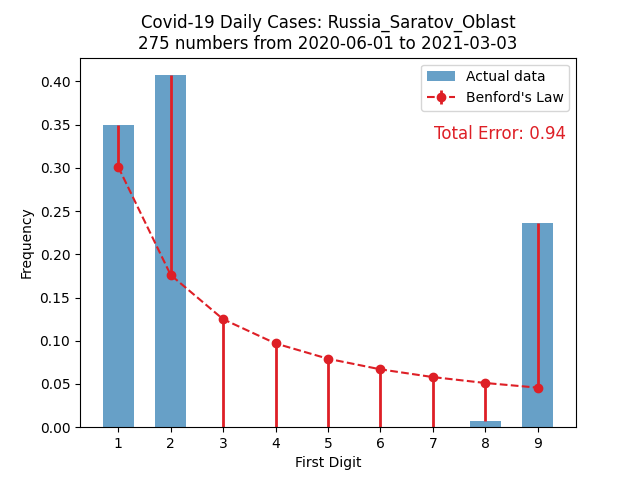 Covid-19 Daily Cases: Russia_Saratov_Oblast
275 numbers from 2020-06-01 to 2021-03-03
Actual data
Benford's Law
Total Error: 0.94
Frequency
0.40
0.35
0.30
0.25
0.20
0.15
0.10
0.05
0.00
1 2 3 4 5 6 7 8 9
First Digit